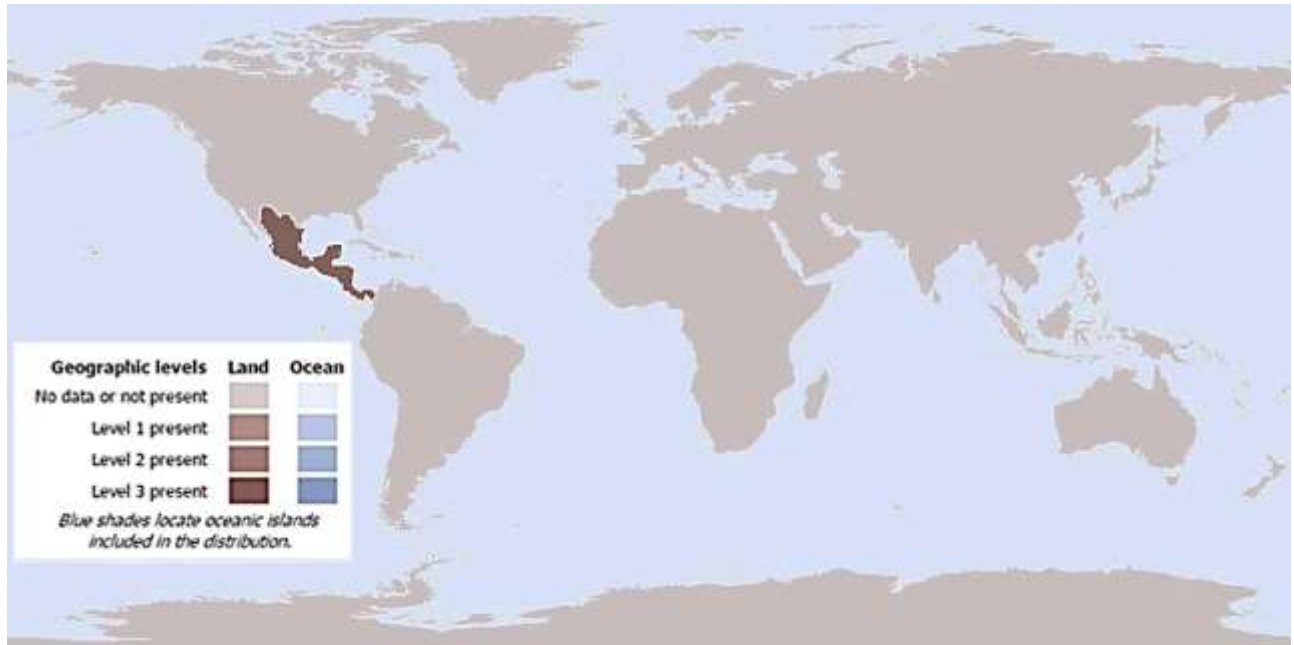 Geographic levels Land Ocean
No data or not present
Level 1 present
Level 2 present
Level 3 present
Blue shades locate oceanic islands
included in the distribution.